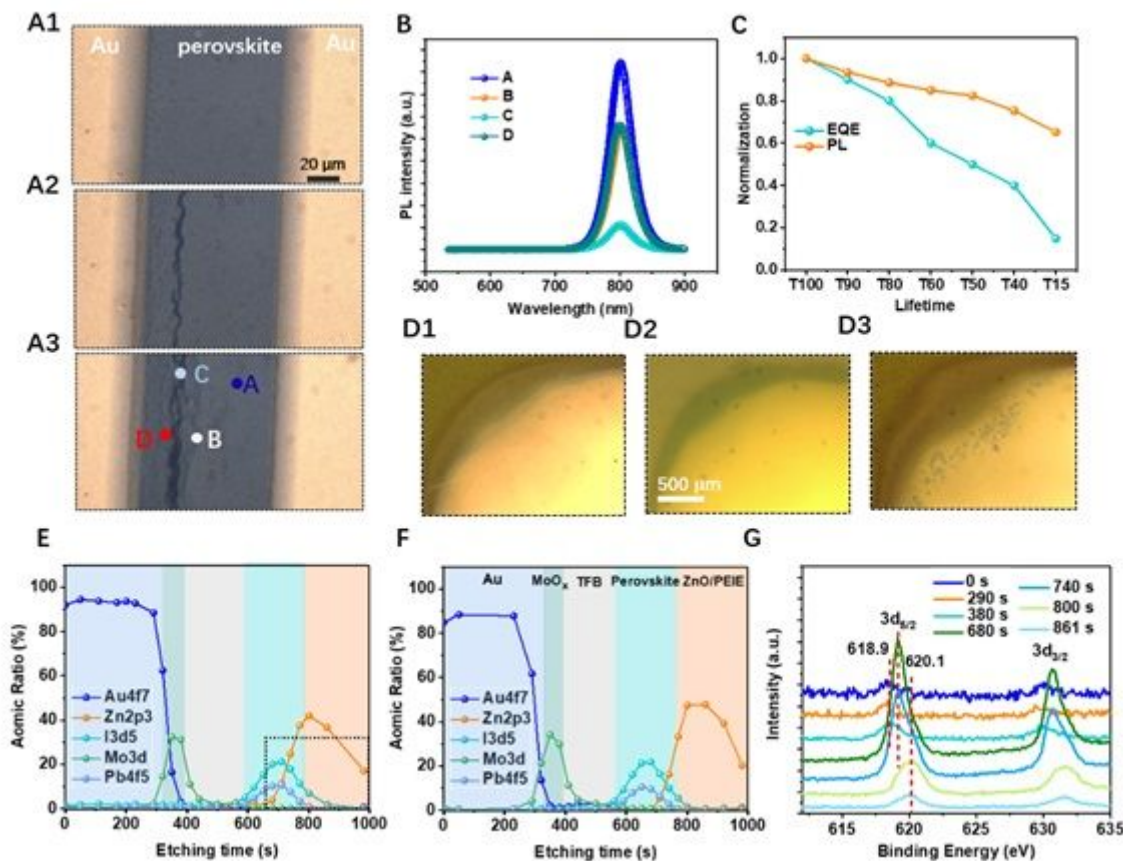 A1
Au
perovskite
Au
20 µm
A2
A3
C
A
D
B
B
A
B
C
D
PL intensity (a.u.)
500
600
700
800
900
Wavelength (nm)
C
1.0
0.8
0.6
0.4
0.2
0.0
Normalization
EQE
PL
T100
T90
T80
T60
T50
T40
T15
Lifetime
D1
D2
D3
500 µm
E
100
80
60
40
20
0
Aomic Ratio (%)
Au4f7
Zn2p3
I3d5
Mo3d
Pb4f5
0
200
400
600
800
1000
Etching time (s)
F
Au
MoOₓ
TFB
Perovskite
ZnO/PEIE
100
80
60
40
20
0
Aomic Ratio (%)
Au4f7
Zn2p3
I3d5
Mo3d
Pb4f5
0
200
400
600
800
1000
Etching time (s)
G
0 s
290 s
380 s
680 s
740 s
800 s
861 s
3d₅/₂
618.9
620.1
3d₃/₂
Intensity (a.u.)
615
620
625
630
635
Binding Energy (eV)